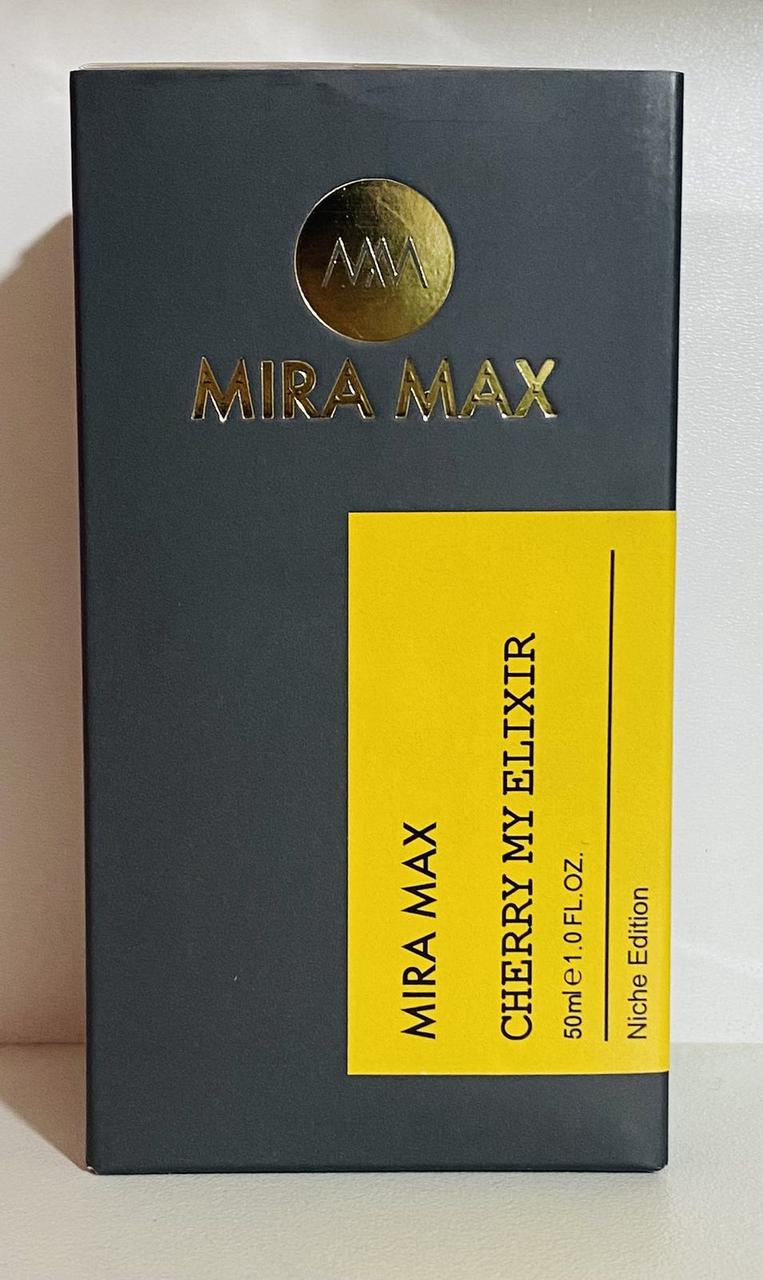 MM
MIRA MAX
MIRA MAX
CHERRY MY ELIXIR
50ml e 1.0 FL.OZ.
Niche Edition